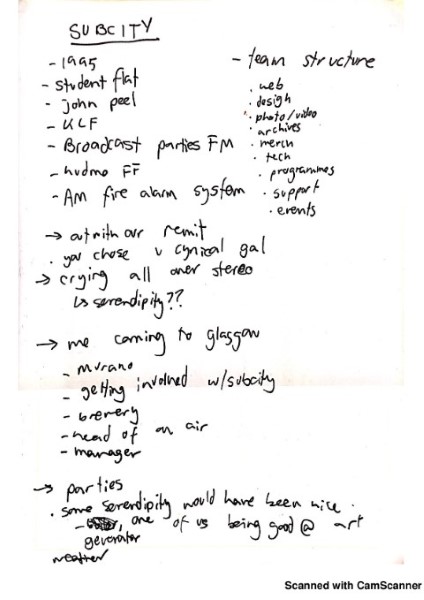 SUBCITY
- 1995
- student flat
- john peel
- KLF
- Broadcast parties FM
- hudmo FF
- AM fire alarm system
- team structure
· web
· design
· photo/video
· archives
· merch
· tech
· programmes
· support
· events
→ outwith our remit
· you chose v cynical gal
→ crying all over stereo
↳ serendipity??
→ me coming to glasgow
- murano
- getting involved w/subcity
- brewery
- head of on air
- manager
→ parties
· some serendipity would have been nice.
- , one of us being good @ art
generator
weather
Scanned with CamScanner